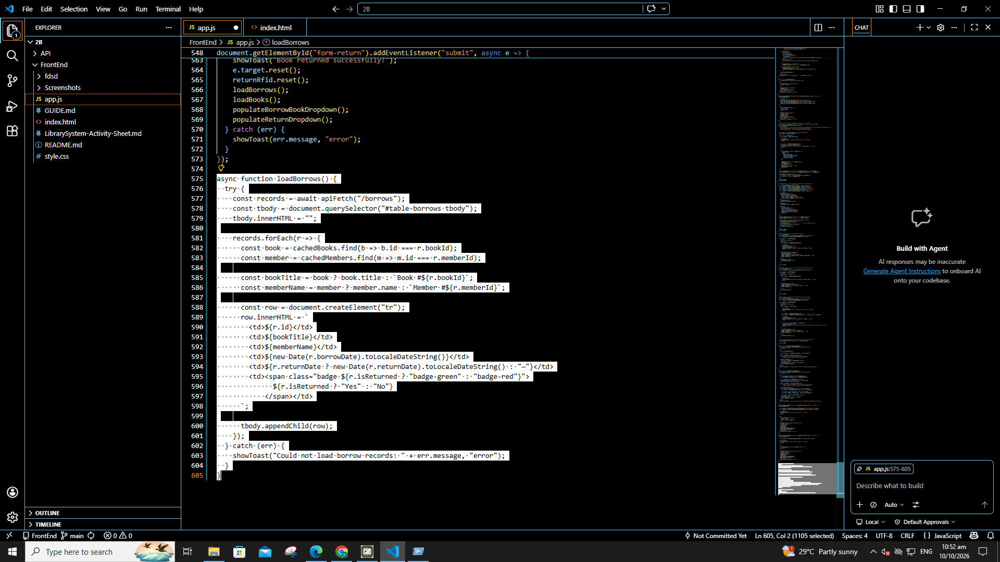 File Edit Selection View Go Run Terminal Help
2B
EXPLORER
2B
API
FrontEnd
fdsd
Screenshots
JS app.js
GUIDE.md
<> index.html
LibrarySystem-Activity-Sheet.md
README.md
# style.css
OUTLINE
TIMELINE
JS app.js
<> index.html
FrontEnd > JS app.js > loadBorrows
548 document.getElementById("form-return").addEventListener("submit", async e => {
563 showToast("Book returned successfully!");
564 e.target.reset();
565 returnRfid.reset();
566 loadBorrows();
567 loadBooks();
568 populateBorrowBookDropdown();
569 populateReturnDropdown();
570 } catch (err) {
571 showToast(err.message, "error");
572 }
573 });
574
575 async function loadBorrows() {
576 try {
577 const records = await apiFetch("/borrows");
578 const tbody = document.querySelector("#table-borrows tbody");
579 tbody.innerHTML = "";
580
581 records.forEach(r => {
582 const book = cachedBooks.find(b => b.id === r.bookId);
583 const member = cachedMembers.find(m => m.id === r.memberId);
584
585 const bookTitle = book ? book.title : `Book #${r.bookId}`;
586 const memberName = member ? member.name : `Member #${r.memberId}`;
587
588 const row = document.createElement("tr");
589 row.innerHTML = `
590 <td>${r.id}</td>
591 <td>${bookTitle}</td>
592 <td>${memberName}</td>
593 <td>${new Date(r.borrowDate).toLocaleDateString()}</td>
594 <td>${r.returnDate ? new Date(r.returnDate).toLocaleDateString() : "—"}</td>
595 <td><span class="badge ${r.isReturned ? "badge-green" : "badge-red"}">
596 ${r.isReturned ? "Yes" : "No"}
597 </span></td>
598 `;
599
600 tbody.appendChild(row);
601 });
602 } catch (err) {
603 showToast("Could not load borrow records: " + err.message, "error");
604 }
605 }
CHAT
Build with Agent
AI responses may be inaccurate
Generate Agent Instructions to onboard AI
onto your codebase.
JS app.js:575-605
Describe what to build
Auto
Local Default Approvals
FrontEnd main 0 0
Not Committed Yet Ln 605, Col 2 (1105 selected) Spaces: 4 UTF-8 CRLF {} JavaScript
Type here to search
29°C Partly sunny ENG
10:52 am
10/10/2026